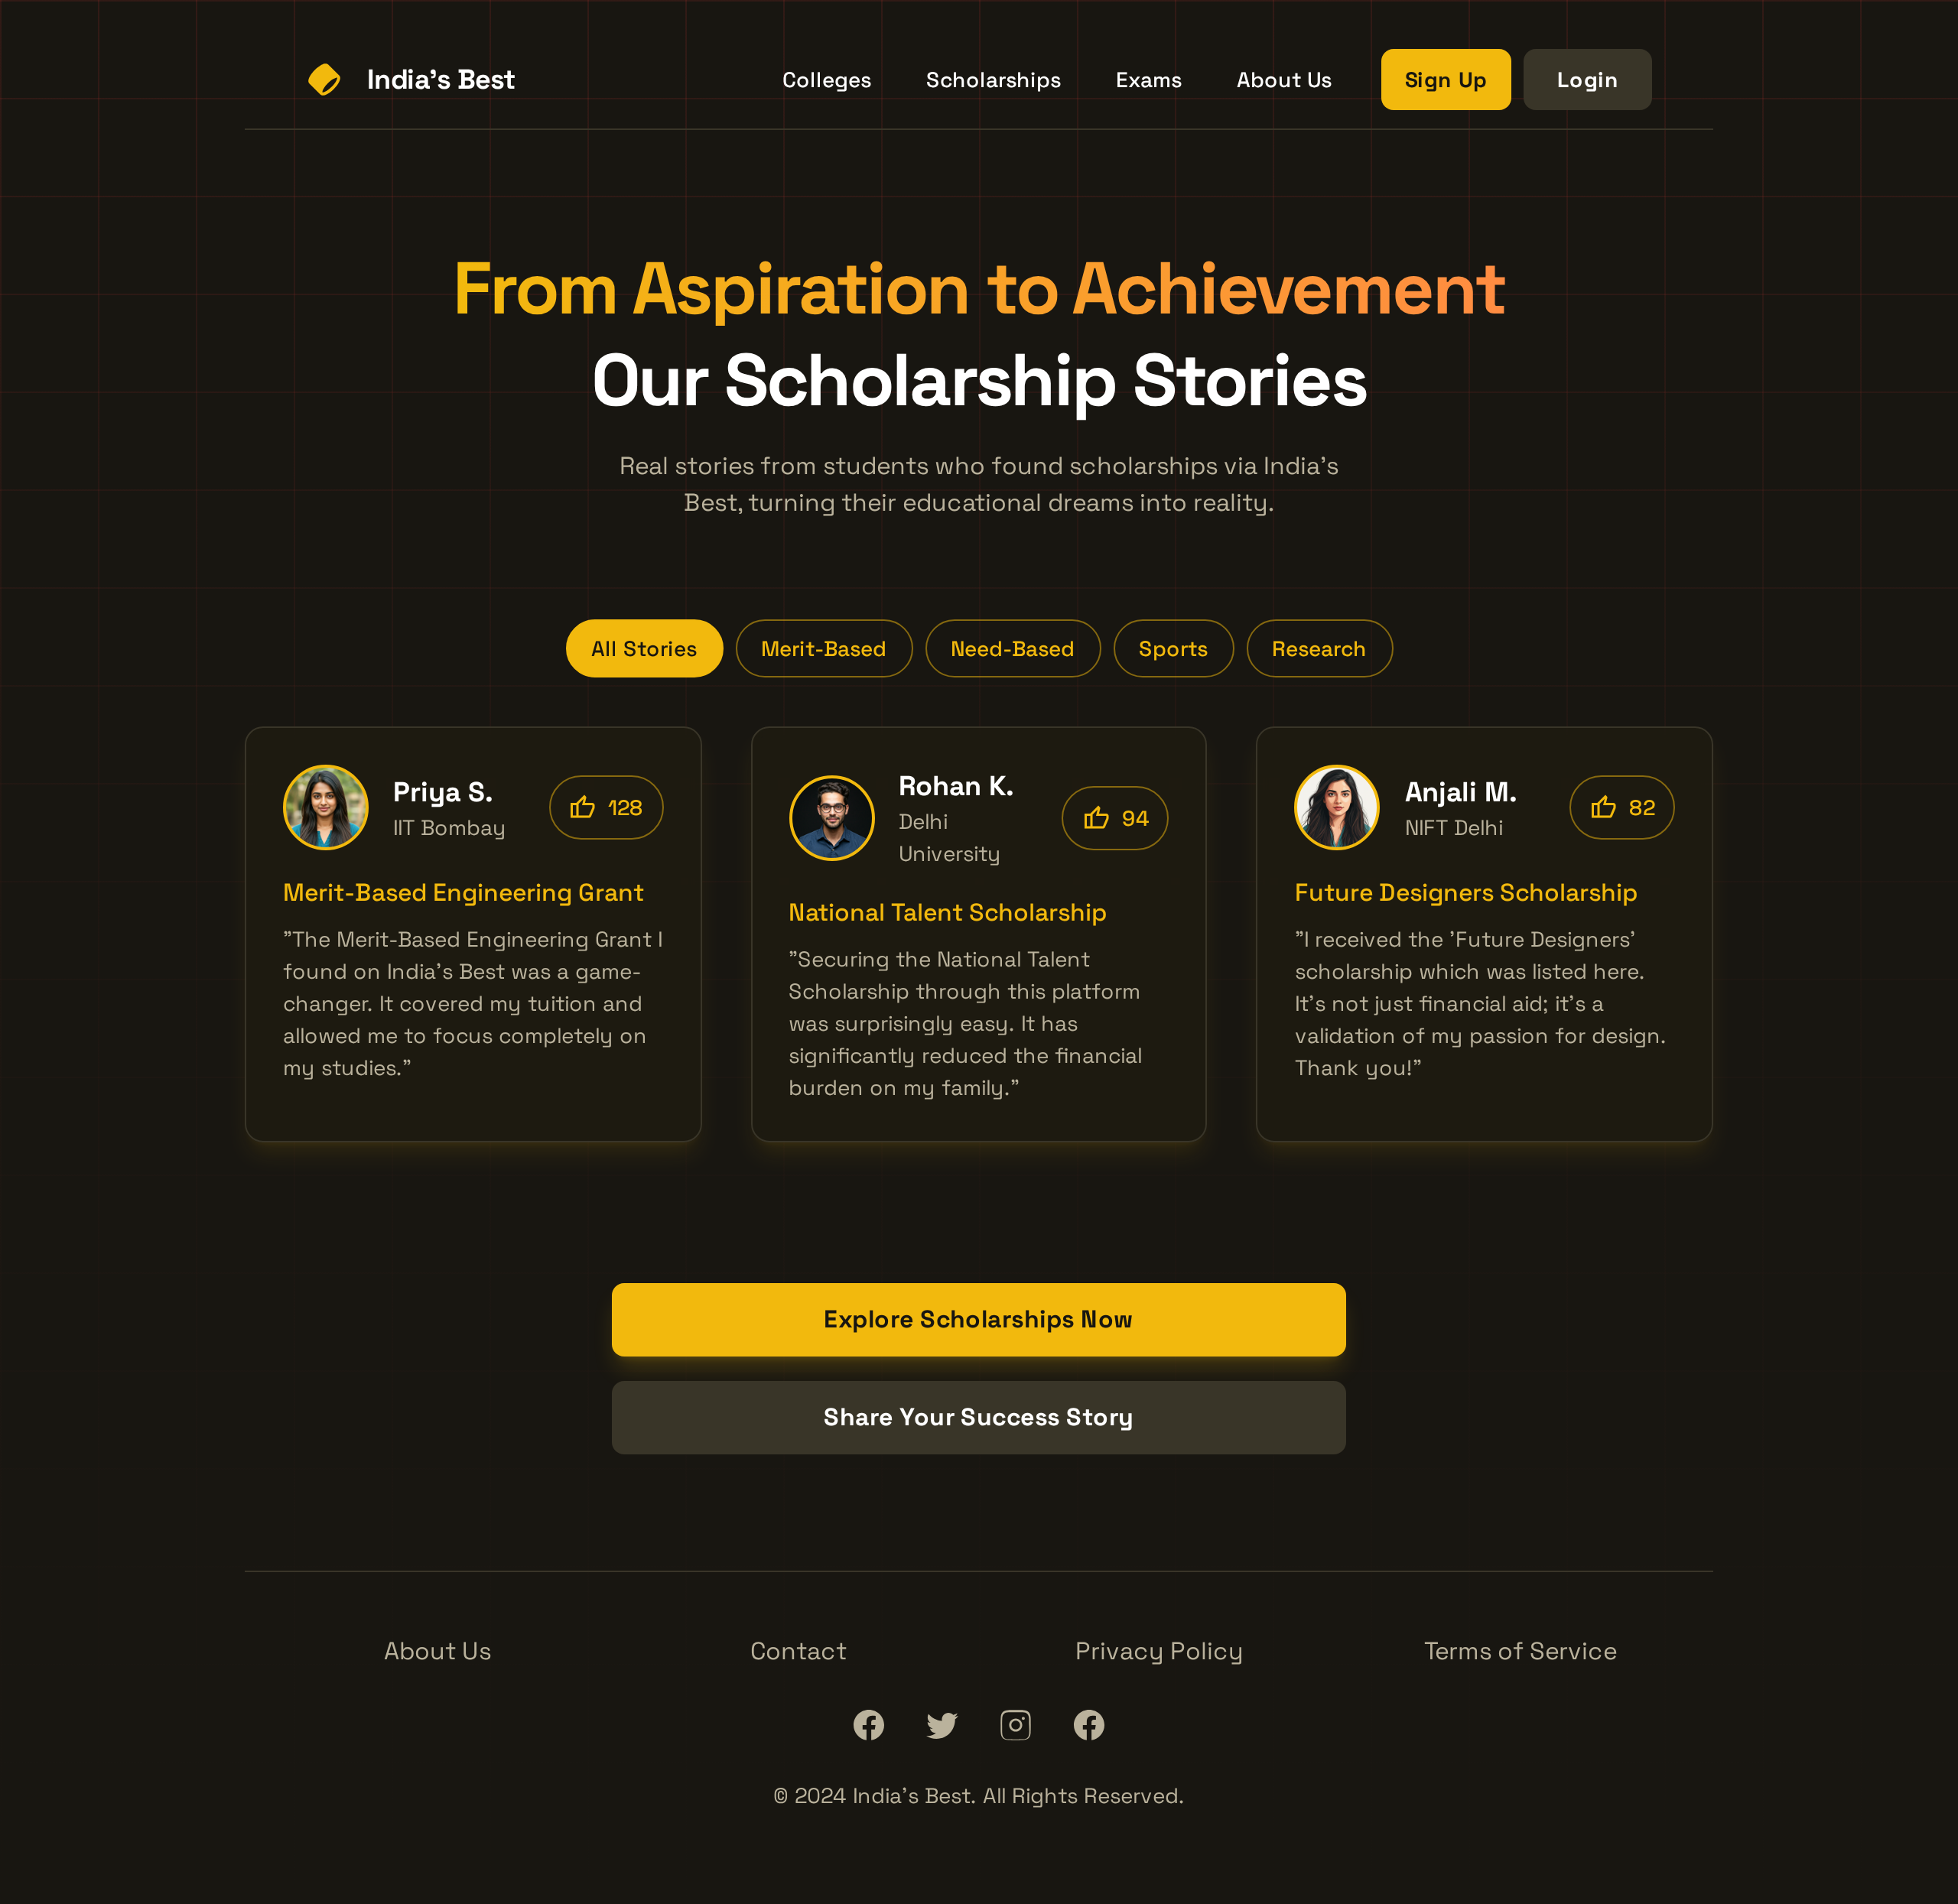 India's Best
Colleges
Scholarships
Exams
About Us
Sign Up
Login
From Aspiration to Achievement
Our Scholarship Stories
Real stories from students who found scholarships via India's
Best, turning their educational dreams into reality.
All Stories
Merit-Based
Need-Based
Sports
Research
Priya S.
IIT Bombay
128
Merit-Based Engineering Grant
"The Merit-Based Engineering Grant I
found on India's Best was a game-
changer. It covered my tuition and
allowed me to focus completely on
my studies."
Rohan K.
Delhi
University
94
National Talent Scholarship
"Securing the National Talent
Scholarship through this platform
was surprisingly easy. It has
significantly reduced the financial
burden on my family."
Anjali M.
NIFT Delhi
82
Future Designers Scholarship
"I received the 'Future Designers'
scholarship which was listed here.
It's not just financial aid; it's a
validation of my passion for design.
Thank you!"
Explore Scholarships Now
Share Your Success Story
About Us
Contact
Privacy Policy
Terms of Service
© 2024 India's Best. All Rights Reserved.